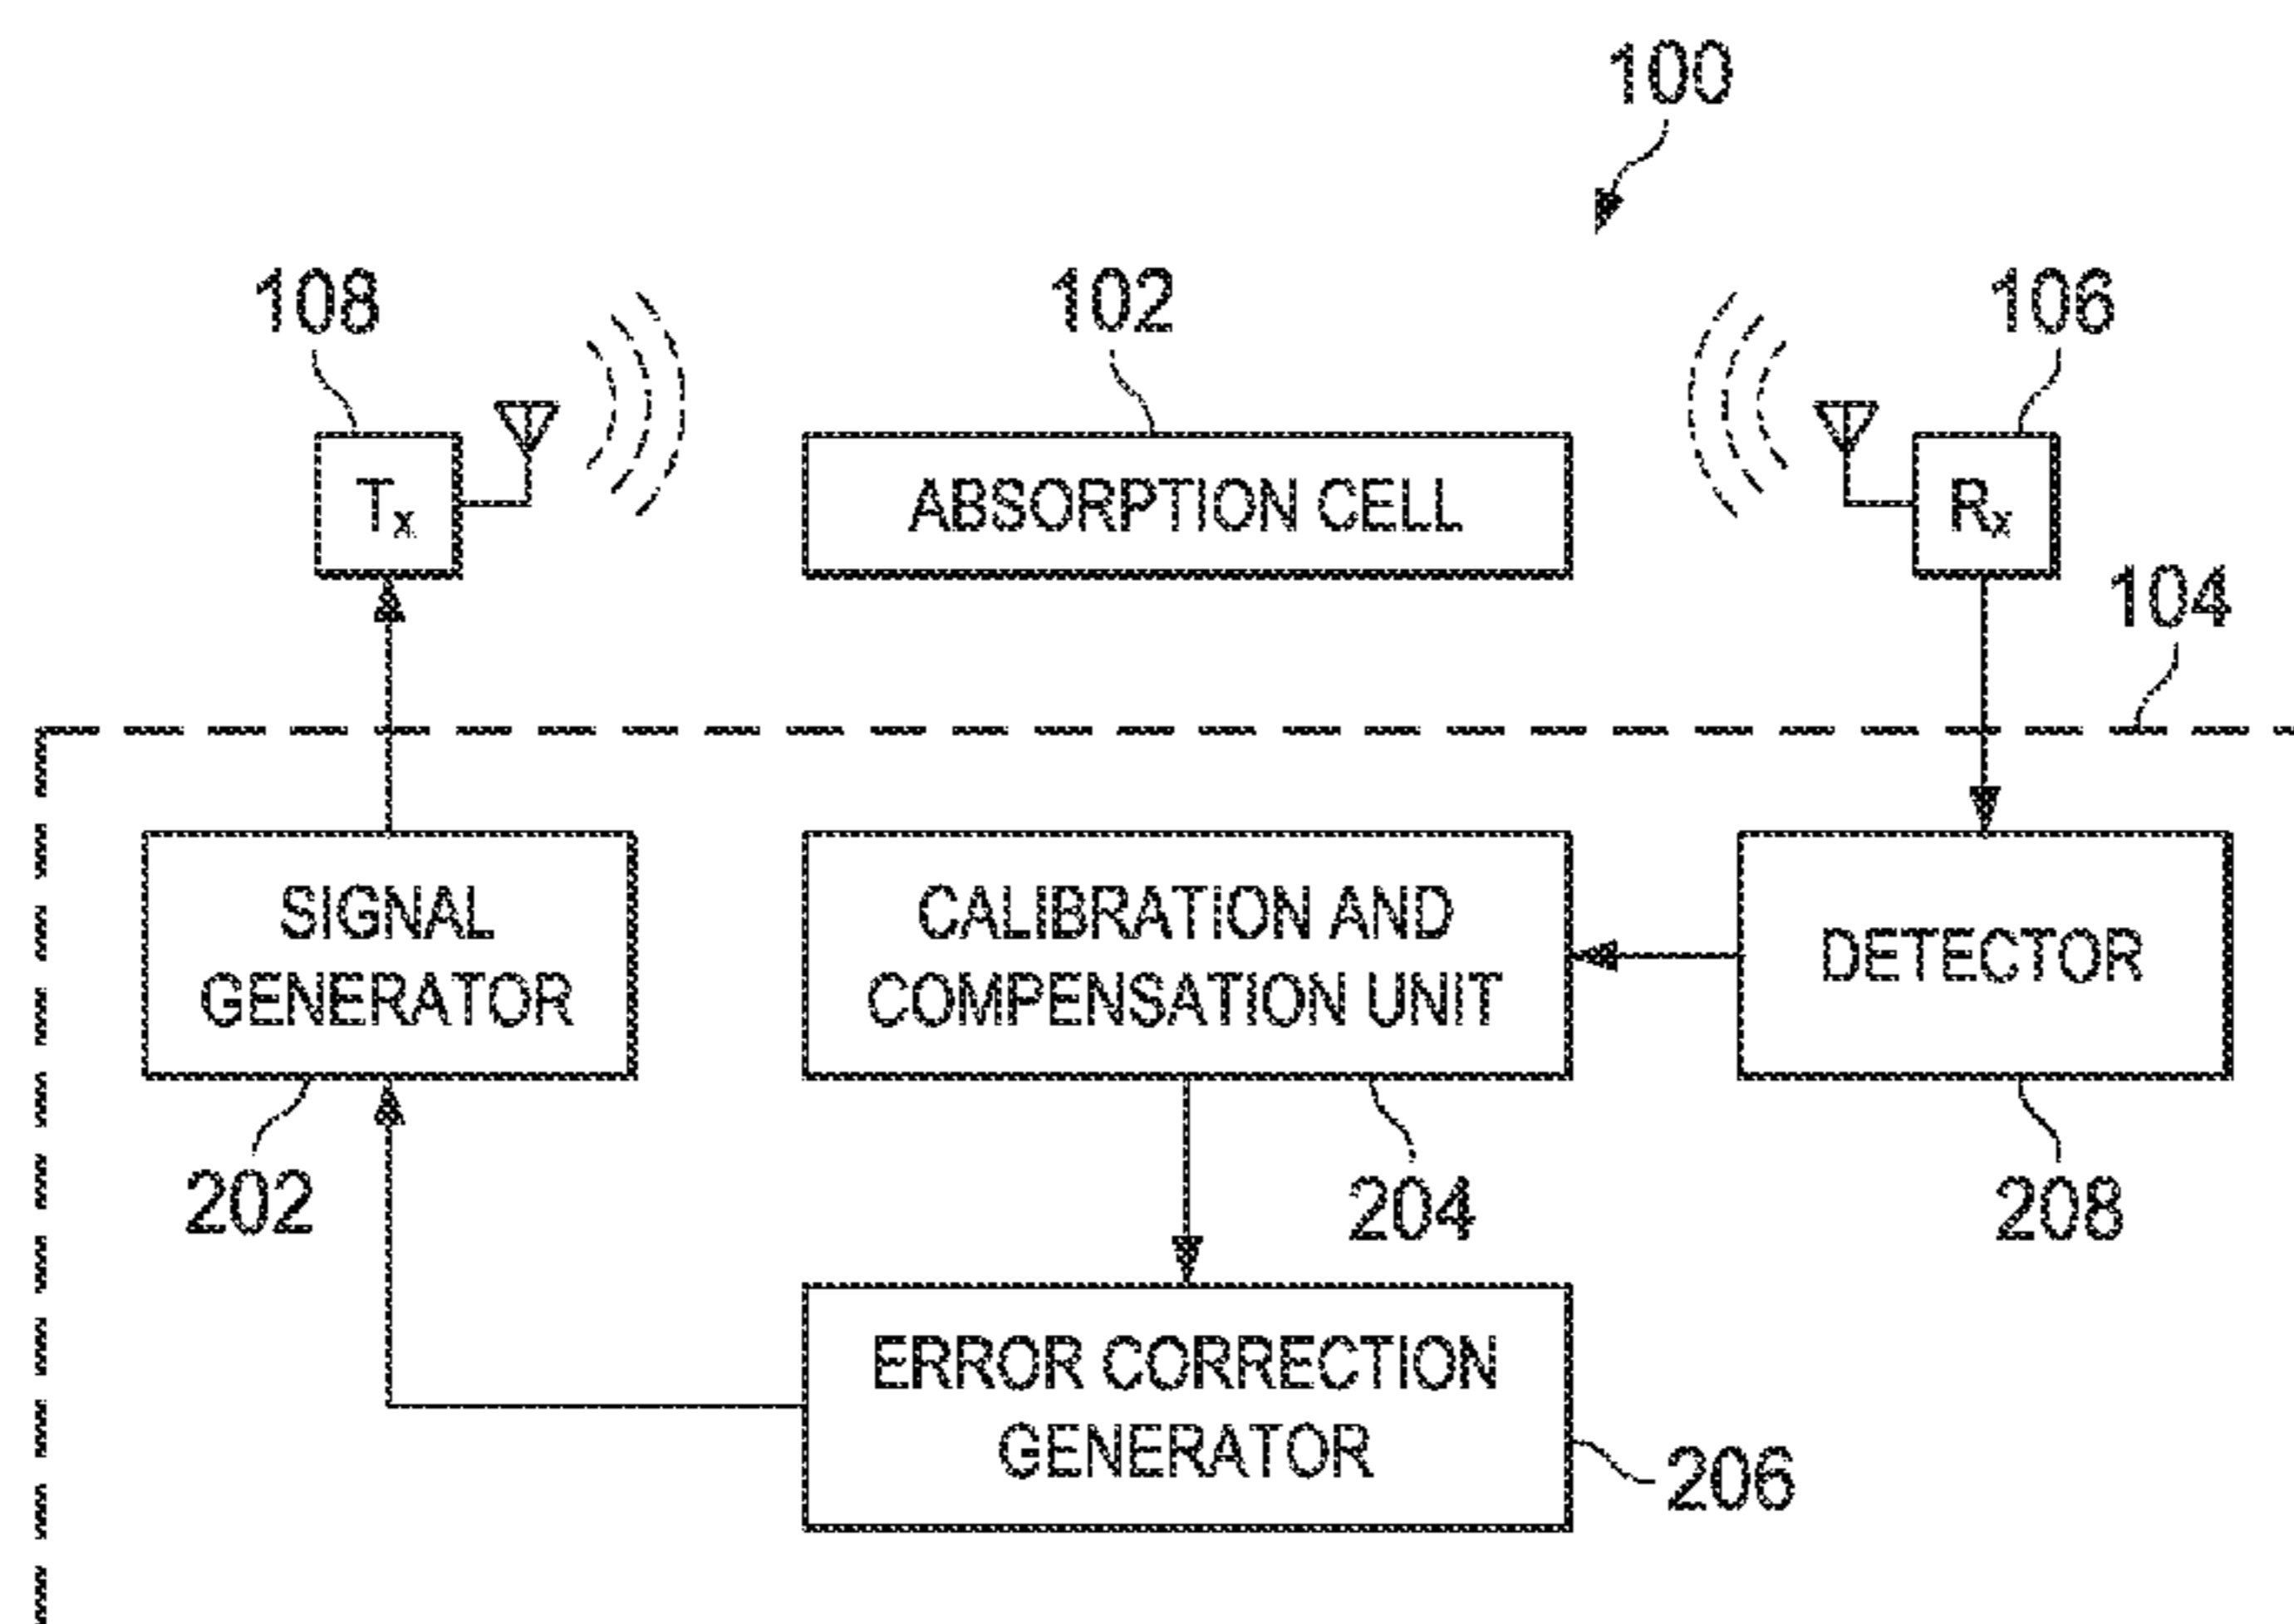 100
108
102
106
Tx
ABSORPTION CELL
Rx
104
SIGNAL
GENERATOR
CALIBRATION AND
COMPENSATION UNIT
DETECTOR
202
204
208
ERROR CORRECTION
GENERATOR
206